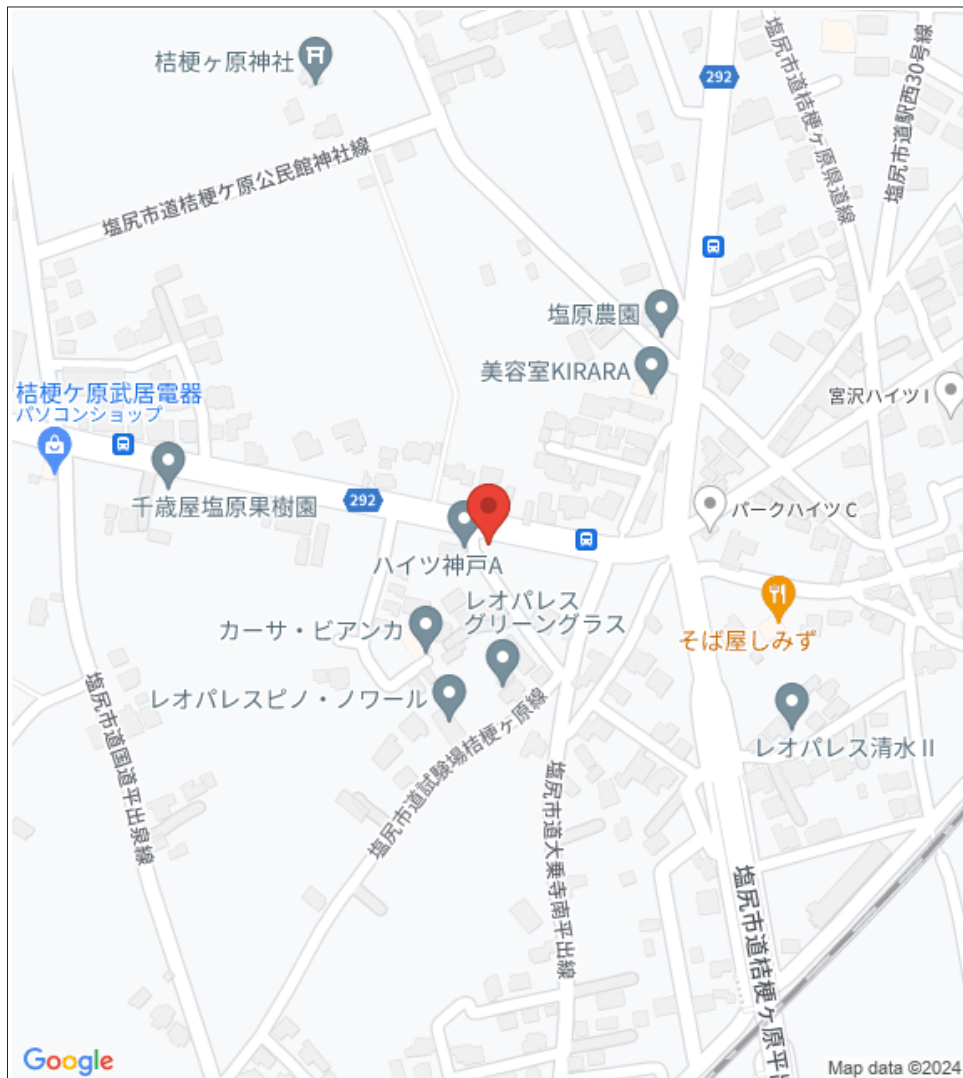 桔梗ヶ原神社
292
塩尻市道桔梗ヶ原県道線
塩尻市道駅西30号線
塩尻市道桔梗ケ原公民館神社線
塩原農園
美容室KIRARA
宮沢ハイツ I
桔梗ケ原武居電器
パソコンショップ
千歳屋塩原果樹園
292
パークハイツ C
ハイツ神戸A
レオパレス
グリーングラス
カーサ・ビアンカ
そば屋しみず
レオパレスピノ・ノワール
レオパレス清水 II
塩尻市道国道平出泉線
塩尻市道試験場桔梗ヶ原線
塩尻市道大乗寺南平出線
塩尻市道桔梗ヶ原平出
Google
Map data ©2024